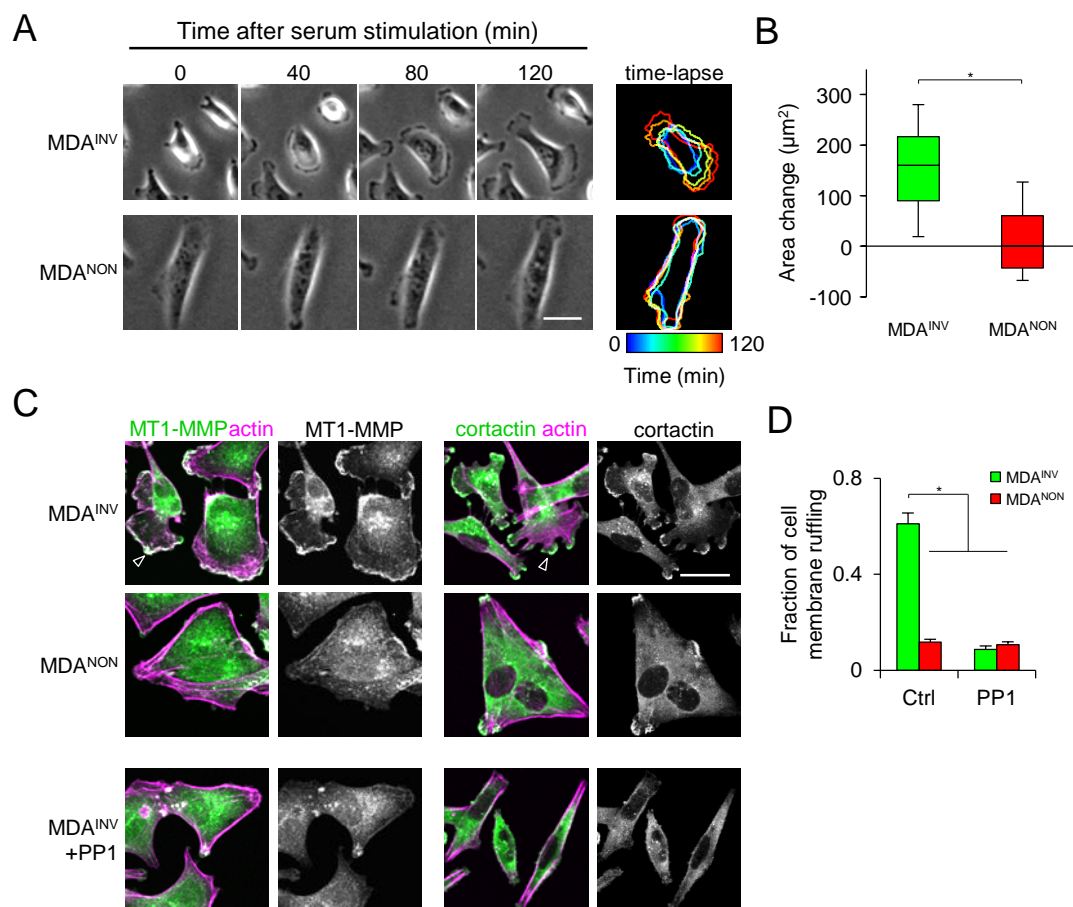 A
Time after serum stimulation (min)
0 40 80 120 time-lapse
MDA^INV
MDA^NON
0 120
Time (min)
B
*
Area change (µm²)
300
200
100
0
-100
MDA^INV MDA^NON
C
MT1-MMP actin MT1-MMP cortactin actin cortactin
MDA^INV
MDA^NON
MDA^INV
+PP1
D
Fraction of cell
membrane ruffling
0.8
0.4
0
*
MDA^INV
MDA^NON
Ctrl PP1